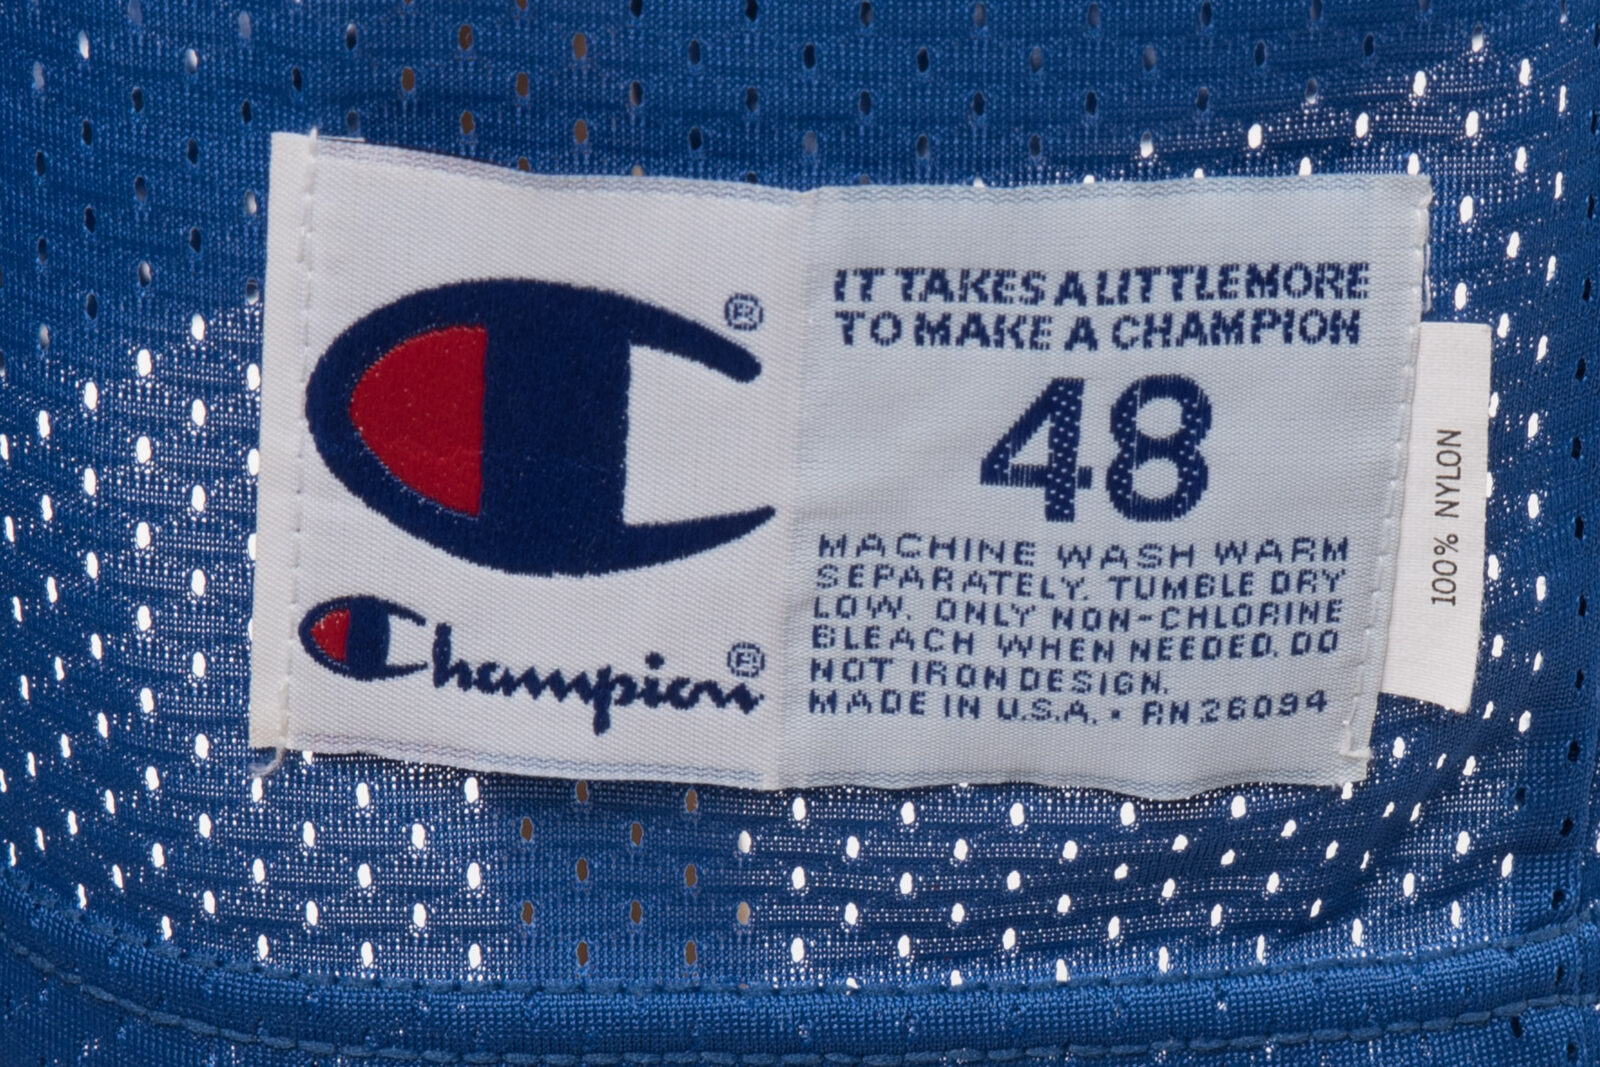 ®
Champion®
IT TAKES A LITTLE MORE
TO MAKE A CHAMPION
48
MACHINE WASH WARM
SEPARATELY. TUMBLE DRY
LOW. ONLY NON-CHLORINE
BLEACH WHEN NEEDED. DO
NOT IRON DESIGN.
MADE IN U.S.A. • RN 26094
100% NYLON